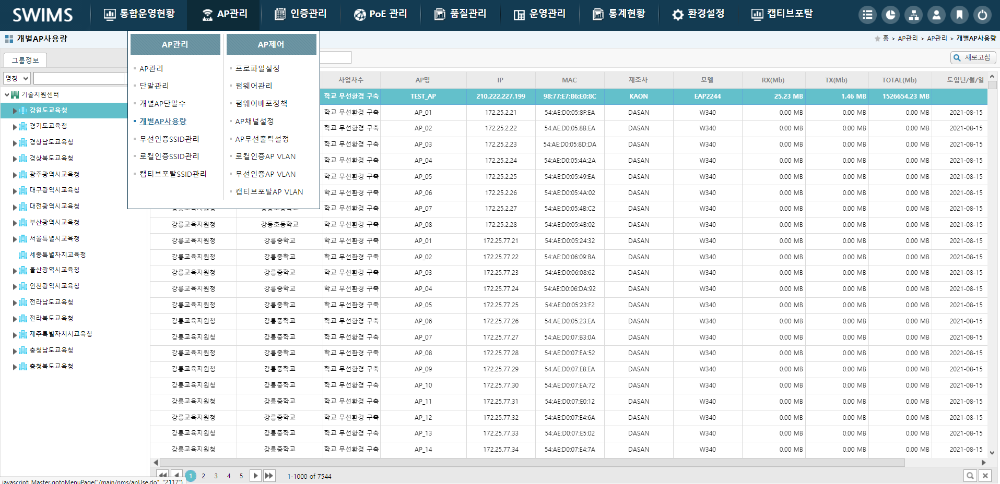 SWIMS
통합운영현황
AP관리
인증관리
PoE 관리
품질관리
운영관리
통계현황
환경설정
캡티브포탈
개별AP사용량
홈 > AP관리 > AP관리 > 개별AP사용량
그룹정보
새로고침
명칭
기술지원센터
강원도교육청
경기도교육청
경상남도교육청
경상북도교육청
광주광역시교육청
대구광역시교육청
대전광역시교육청
부산광역시교육청
서울특별시교육청
세종특별자치교육청
울산광역시교육청
인천광역시교육청
전라남도교육청
전라북도교육청
제주특별자치시교육청
충청남도교육청
충청북도교육청
AP관리
AP관리
단말관리
개별AP단말수
개별AP사용량
무선인증SSID관리
로컬인증SSID관리
캡티브포탈SSID관리
AP제어
프로파일설정
펌웨어관리
펌웨어배포정책
AP채널설정
AP무선출력설정
로컬인증AP VLAN
무선인증AP VLAN
캡티브포탈AP VLAN
사업차수 AP명 IP MAC 제조사 모델 RX(Mb) TX(Mb) TOTAL(Mb) 도입년/월/일
학교 무선환경 구축 TEST_AP 210.222.227.199 98:77:E7:B6:E0:8C KAON EAP2244 25.23 MB 1.46 MB 1526654.23 MB
학교 무선환경 구축 AP_01 172.25.2.21 54:AE:D0:05:8F:EA DASAN W340 0.00 MB 0.00 MB 0.00 MB 2021-08-15
학교 무선환경 구축 AP_02 172.25.2.22 54:AE:D0:05:8B:EA DASAN W340 0.00 MB 0.00 MB 0.00 MB 2021-08-15
학교 무선환경 구축 AP_03 172.25.2.23 54:AE:D0:05:8D:DA DASAN W340 0.00 MB 0.00 MB 0.00 MB 2021-08-15
학교 무선환경 구축 AP_04 172.25.2.24 54:AE:D0:05:4A:2A DASAN W340 0.00 MB 0.00 MB 0.00 MB 2021-08-15
학교 무선환경 구축 AP_05 172.25.2.25 54:AE:D0:05:49:EA DASAN W340 0.00 MB 0.00 MB 0.00 MB 2021-08-15
학교 무선환경 구축 AP_06 172.25.2.26 54:AE:D0:05:4A:02 DASAN W340 0.00 MB 0.00 MB 0.00 MB 2021-08-15
학교 무선환경 구축 AP_07 172.25.2.27 54:AE:D0:05:4B:C2 DASAN W340 0.00 MB 0.00 MB 0.00 MB 2021-08-15
강릉교육지원청 강동초등학교 학교 무선환경 구축 AP_08 172.25.2.28 54:AE:D0:05:4B:02 DASAN W340 0.00 MB 0.00 MB 0.00 MB 2021-08-15
강릉교육지원청 강릉중학교 학교 무선환경 구축 AP_01 172.25.77.21 54:AE:D0:05:24:32 DASAN W340 0.00 MB 0.00 MB 0.00 MB 2021-08-15
강릉교육지원청 강릉중학교 학교 무선환경 구축 AP_02 172.25.77.22 54:AE:D0:06:09:BA DASAN W340 0.00 MB 0.00 MB 0.00 MB 2021-08-15
강릉교육지원청 강릉중학교 학교 무선환경 구축 AP_03 172.25.77.23 54:AE:D0:06:08:62 DASAN W340 0.00 MB 0.00 MB 0.00 MB 2021-08-15
강릉교육지원청 강릉중학교 학교 무선환경 구축 AP_04 172.25.77.24 54:AE:D0:06:DA:92 DASAN W340 0.00 MB 0.00 MB 0.00 MB 2021-08-15
강릉교육지원청 강릉중학교 학교 무선환경 구축 AP_05 172.25.77.25 54:AE:D0:05:23:F2 DASAN W340 0.00 MB 0.00 MB 0.00 MB 2021-08-15
강릉교육지원청 강릉중학교 학교 무선환경 구축 AP_06 172.25.77.26 54:AE:D0:05:23:EA DASAN W340 0.00 MB 0.00 MB 0.00 MB 2021-08-15
강릉교육지원청 강릉중학교 학교 무선환경 구축 AP_07 172.25.77.27 54:AE:D0:07:B3:0A DASAN W340 0.00 MB 0.00 MB 0.00 MB 2021-08-15
강릉교육지원청 강릉중학교 학교 무선환경 구축 AP_08 172.25.77.28 54:AE:D0:07:EA:52 DASAN W340 0.00 MB 0.00 MB 0.00 MB 2021-08-15
강릉교육지원청 강릉중학교 학교 무선환경 구축 AP_09 172.25.77.29 54:AE:D0:07:E8:EA DASAN W340 0.00 MB 0.00 MB 0.00 MB 2021-08-15
강릉교육지원청 강릉중학교 학교 무선환경 구축 AP_10 172.25.77.30 54:AE:D0:07:EA:72 DASAN W340 0.00 MB 0.00 MB 0.00 MB 2021-08-15
강릉교육지원청 강릉중학교 학교 무선환경 구축 AP_11 172.25.77.31 54:AE:D0:07:E0:12 DASAN W340 0.00 MB 0.00 MB 0.00 MB 2021-08-15
강릉교육지원청 강릉중학교 학교 무선환경 구축 AP_12 172.25.77.32 54:AE:D0:07:E4:6A DASAN W340 0.00 MB 0.00 MB 0.00 MB 2021-08-15
강릉교육지원청 강릉중학교 학교 무선환경 구축 AP_13 172.25.77.33 54:AE:D0:07:E5:02 DASAN W340 0.00 MB 0.00 MB 0.00 MB 2021-08-15
강릉교육지원청 강릉중학교 학교 무선환경 구축 AP_14 172.25.77.34 54:AE:D0:07:E4:7A DASAN W340 0.00 MB 0.00 MB 0.00 MB 2021-08-15
1 2 3 4 5 1-1000 of 7544
javascript: Master.gotoMenuPage("/main/nms/apUse.do", "2117")